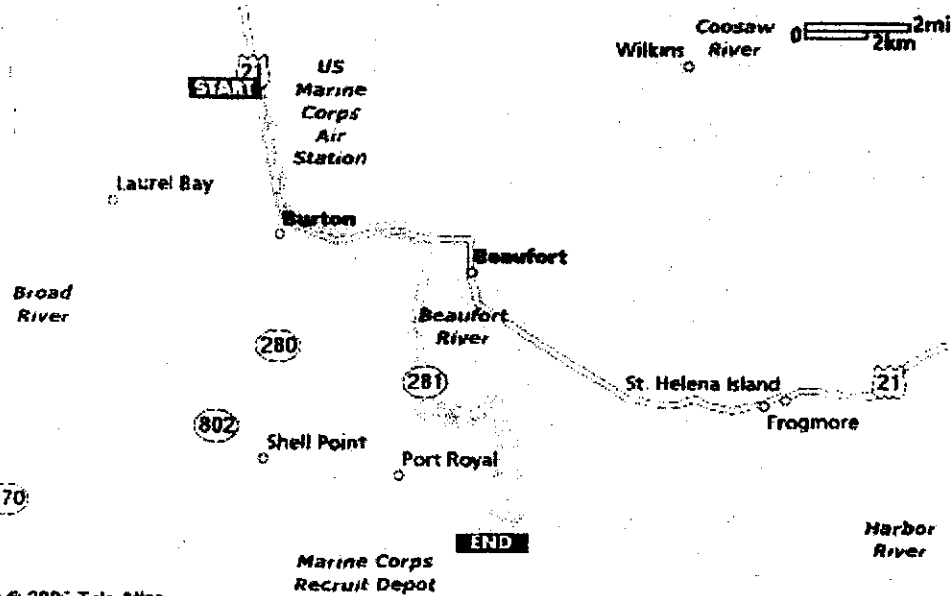 Coosaw
River
0 2mi
2km
Wilkins
21
START
US
Marine
Corps
Air
Station
Laurel Bay
Burton
Beaufort
Broad
River
Beaufort
River
280
281
St. Helena Island
21
802
Frogmore
Shell Point
Port Royal
70
END
Harbor
River
Marine Corps
Recruit Depot